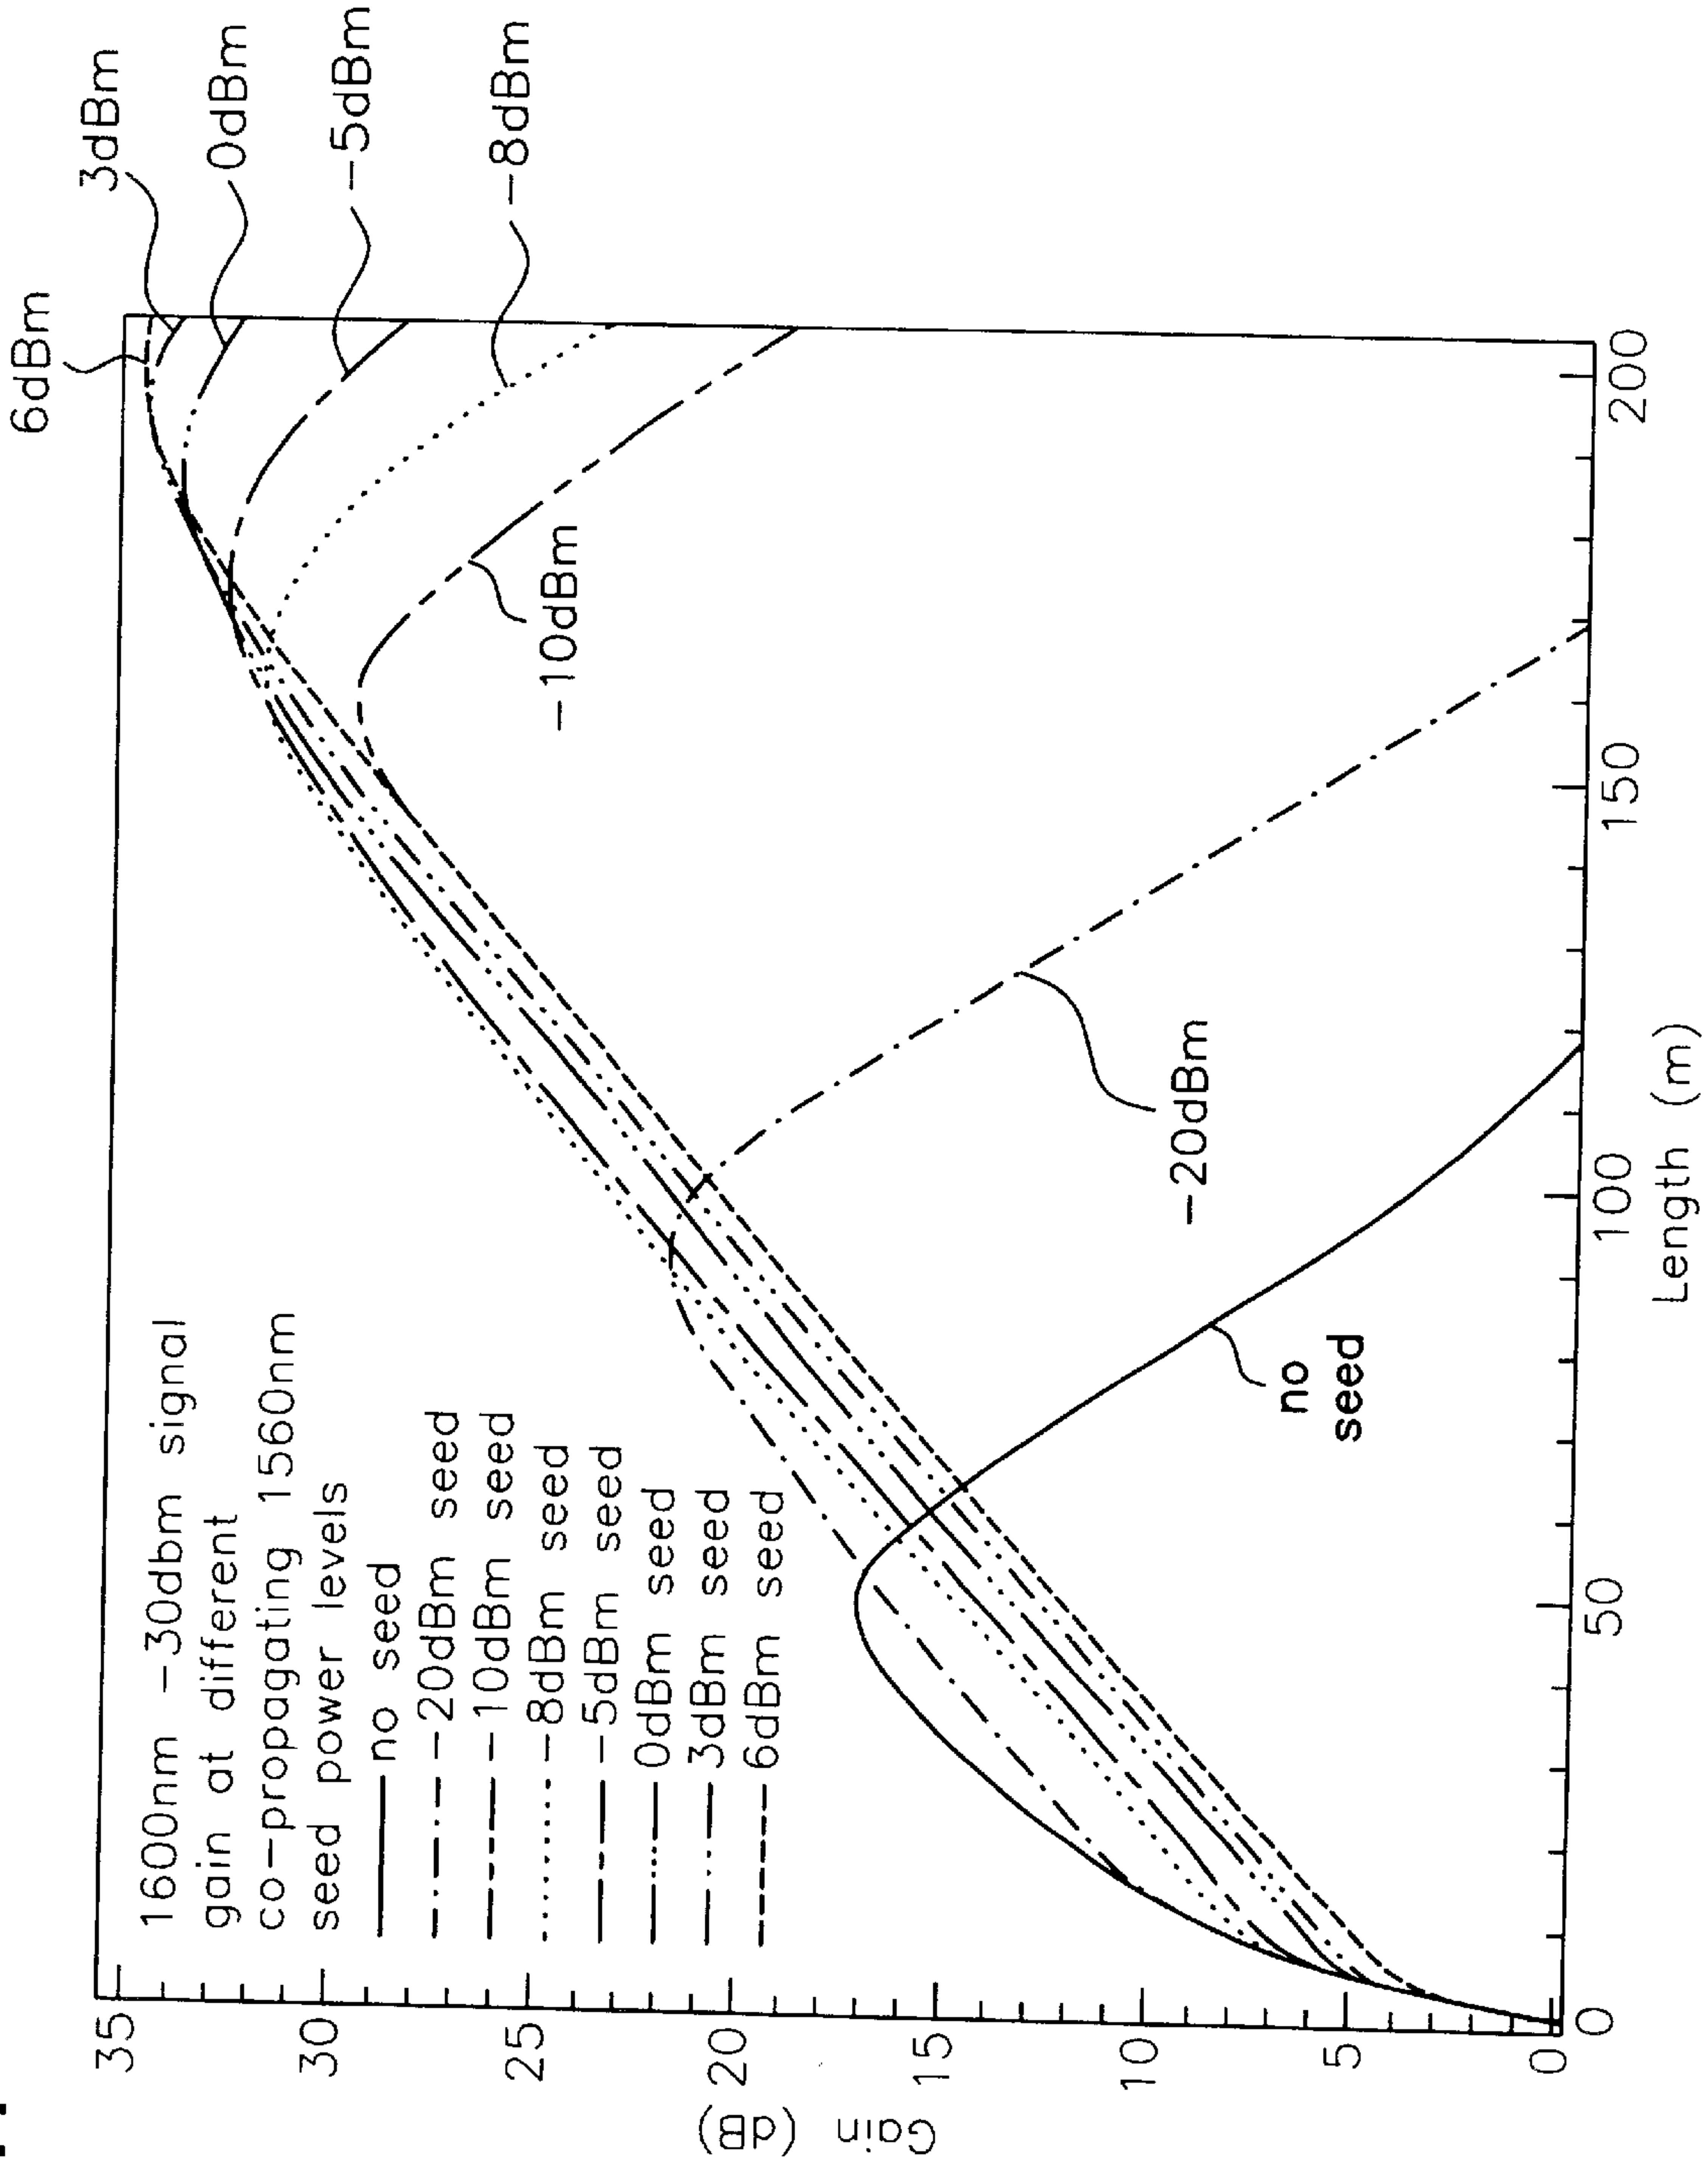 1600nm -30dbm signal
gain at different
co-propagating 1560nm
seed power levels
no seed
-20dBm seed
-10dBm seed
-8dBm seed
-5dBm seed
0dBm seed
3dBm seed
6dBm seed
6dBm
3dBm
0dBm
-5dBm
-8dBm
-10dBm
-20dBm
no
seed
Gain (dB)
35
30
25
20
15
10
5
0
0
50
100
150
200
Length (m)